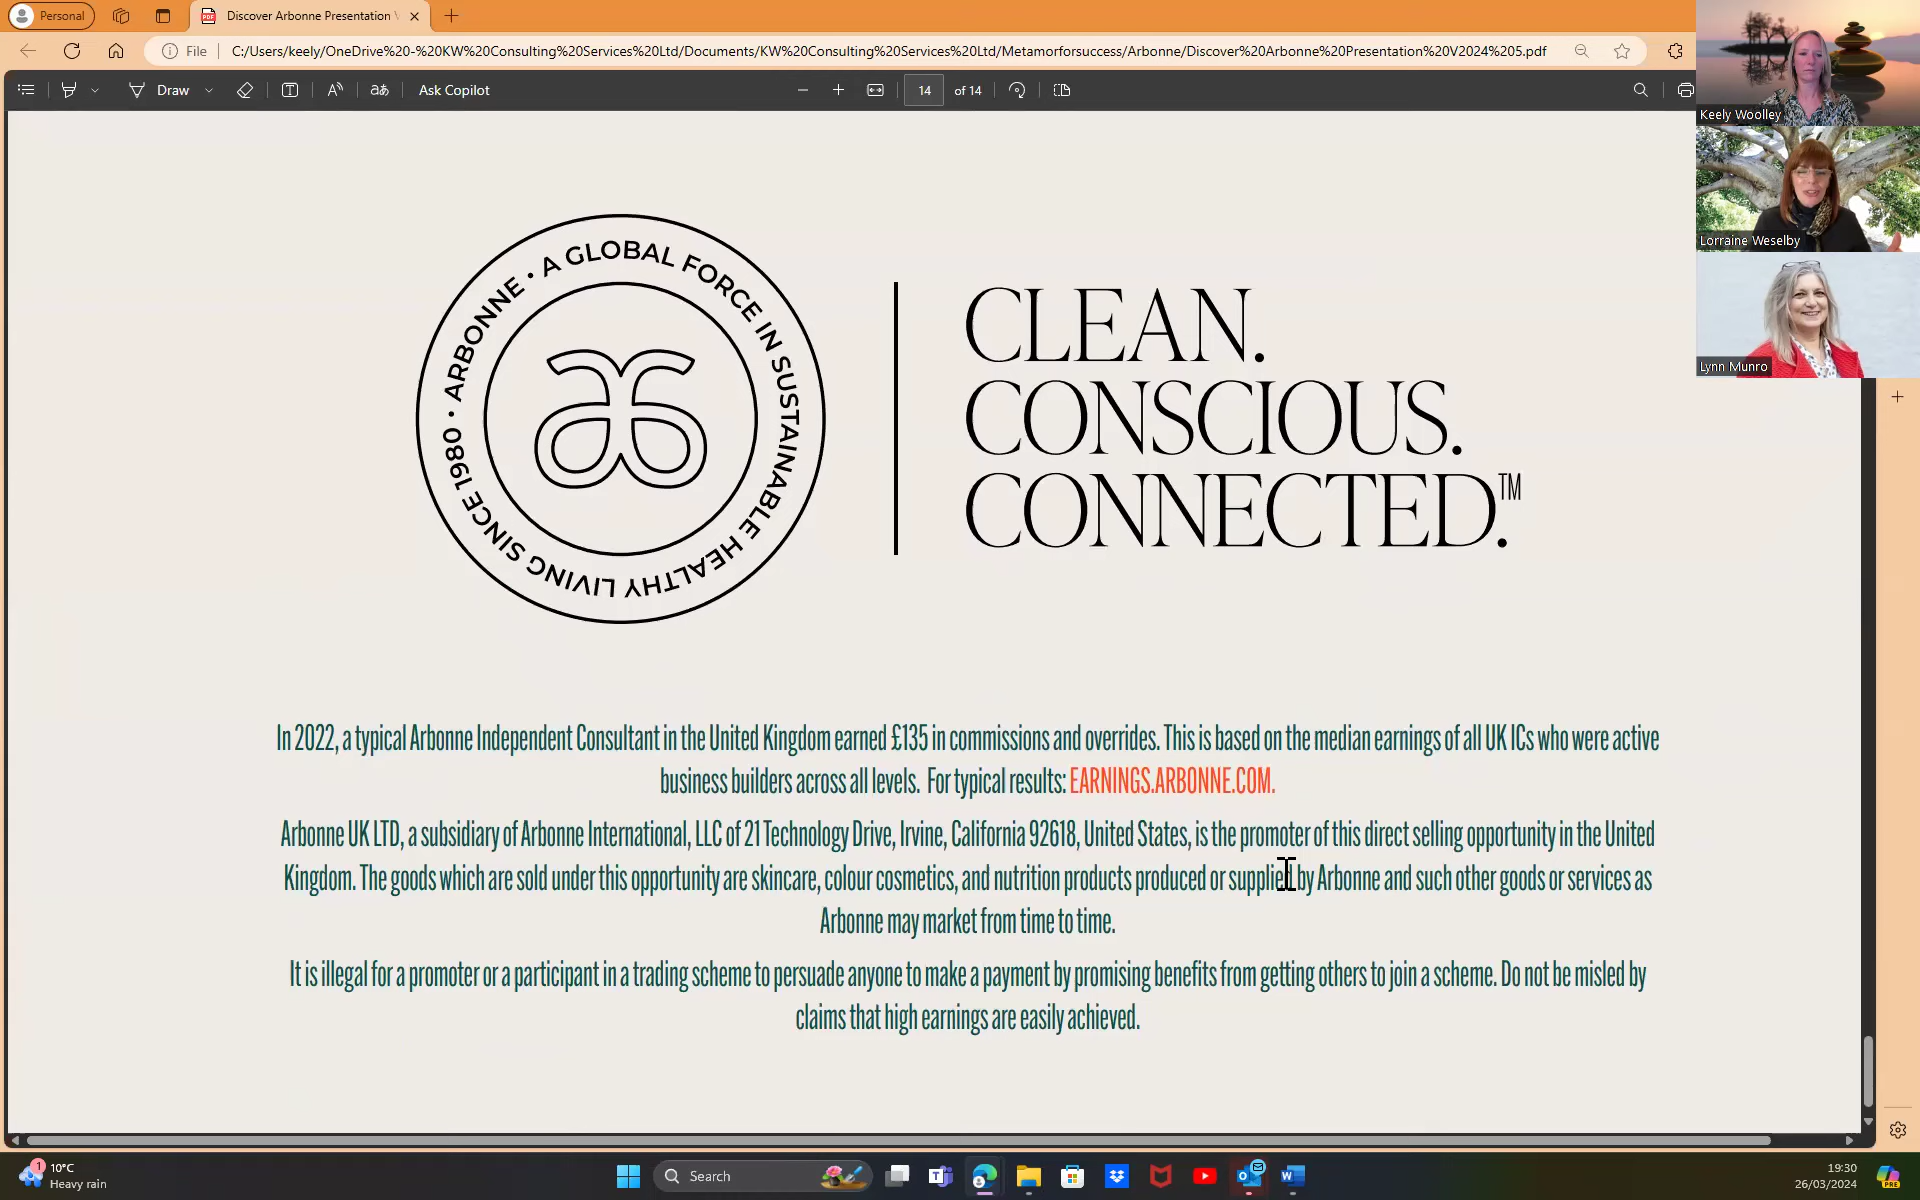 Personal
Discover Arbonne Presentation V
File
C:/Users/keely/OneDrive%20-%20KW%20Consulting%20Services%20Ltd/Documents/KW%20Consulting%20Services%20Ltd/Metamorforsuccess/Arbonne/Discover%20Arbonne%20Presentation%20V2024%205.pdf
Draw
Ask Copilot
14
of 14
Keely Woolley
Lorraine Weselby
Lynn Munro
ARBONNE • A GLOBAL FORCE IN SUSTAINABLE HEALTHY LIVING SINCE 1980 •
CLEAN.
CONSCIOUS.
CONNECTED.™
In 2022, a typical Arbonne Independent Consultant in the United Kingdom earned £135 in commissions and overrides. This is based on the median earnings of all UK ICs who were active
business builders across all levels. For typical results: EARNINGS.ARBONNE.COM.
Arbonne UK LTD, a subsidiary of Arbonne International, LLC of 21 Technology Drive, Irvine, California 92618, United States, is the promoter of this direct selling opportunity in the United
Kingdom. The goods which are sold under this opportunity are skincare, colour cosmetics, and nutrition products produced or supplied by Arbonne and such other goods or services as
Arbonne may market from time to time.
It is illegal for a promoter or a participant in a trading scheme to persuade anyone to make a payment by promising benefits from getting others to join a scheme. Do not be misled by
claims that high earnings are easily achieved.
1
10°C
Heavy rain
Search
19:30
26/03/2024
PRE